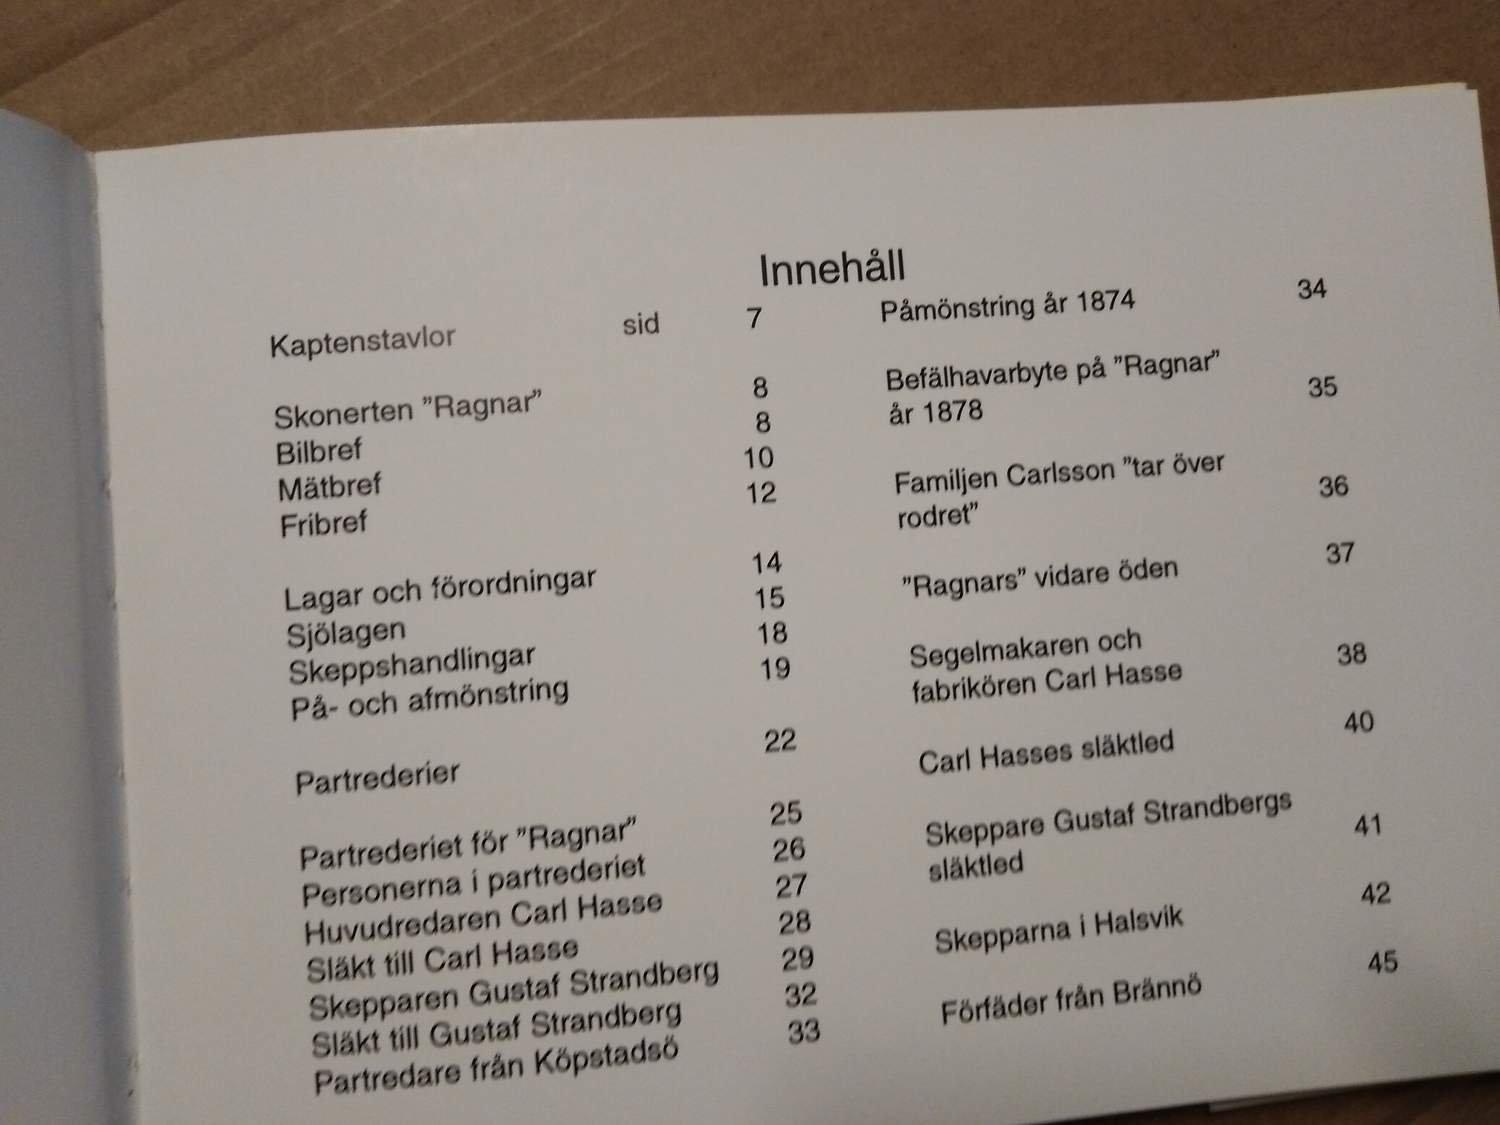 Innehåll
Kaptenstavlor sid 7
Skonerten ”Ragnar” 8
Bilbref 8
Mätbref 10
Fribref 12
Lagar och förordningar 14
Sjölagen 15
Skeppshandlingar 18
På- och afmönstring 19
Partrederier 22
Partrederiet för ”Ragnar” 25
Personerna i partrederiet 26
Huvudredaren Carl Hasse 27
Släkt till Carl Hasse 28
Skepparen Gustaf Strandberg 29
Släkt till Gustaf Strandberg 32
Partredare från Köpstadsö 33
Påmönstring år 1874 34
Befälhavarbyte på ”Ragnar”
år 1878 35
Familjen Carlsson ”tar över
rodret” 36
”Ragnars” vidare öden 37
Segelmakaren och
fabrikören Carl Hasse 38
Carl Hasses släktled 40
Skeppare Gustaf Strandbergs
släktled 41
Skepparna i Halsvik 42
Förfäder från Brännö 45